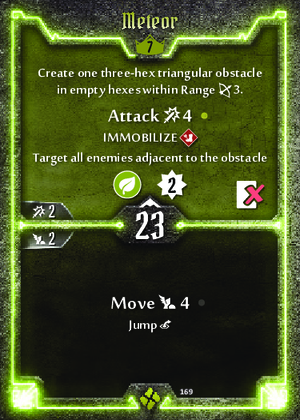 Meteor
7
Create one three-hex triangular obstacle
in empty hexes within Range 3.
Attack 4
IMMOBILIZE
Target all enemies adjacent to the obstacle
2
2
23
2
Move 4
Jump
169